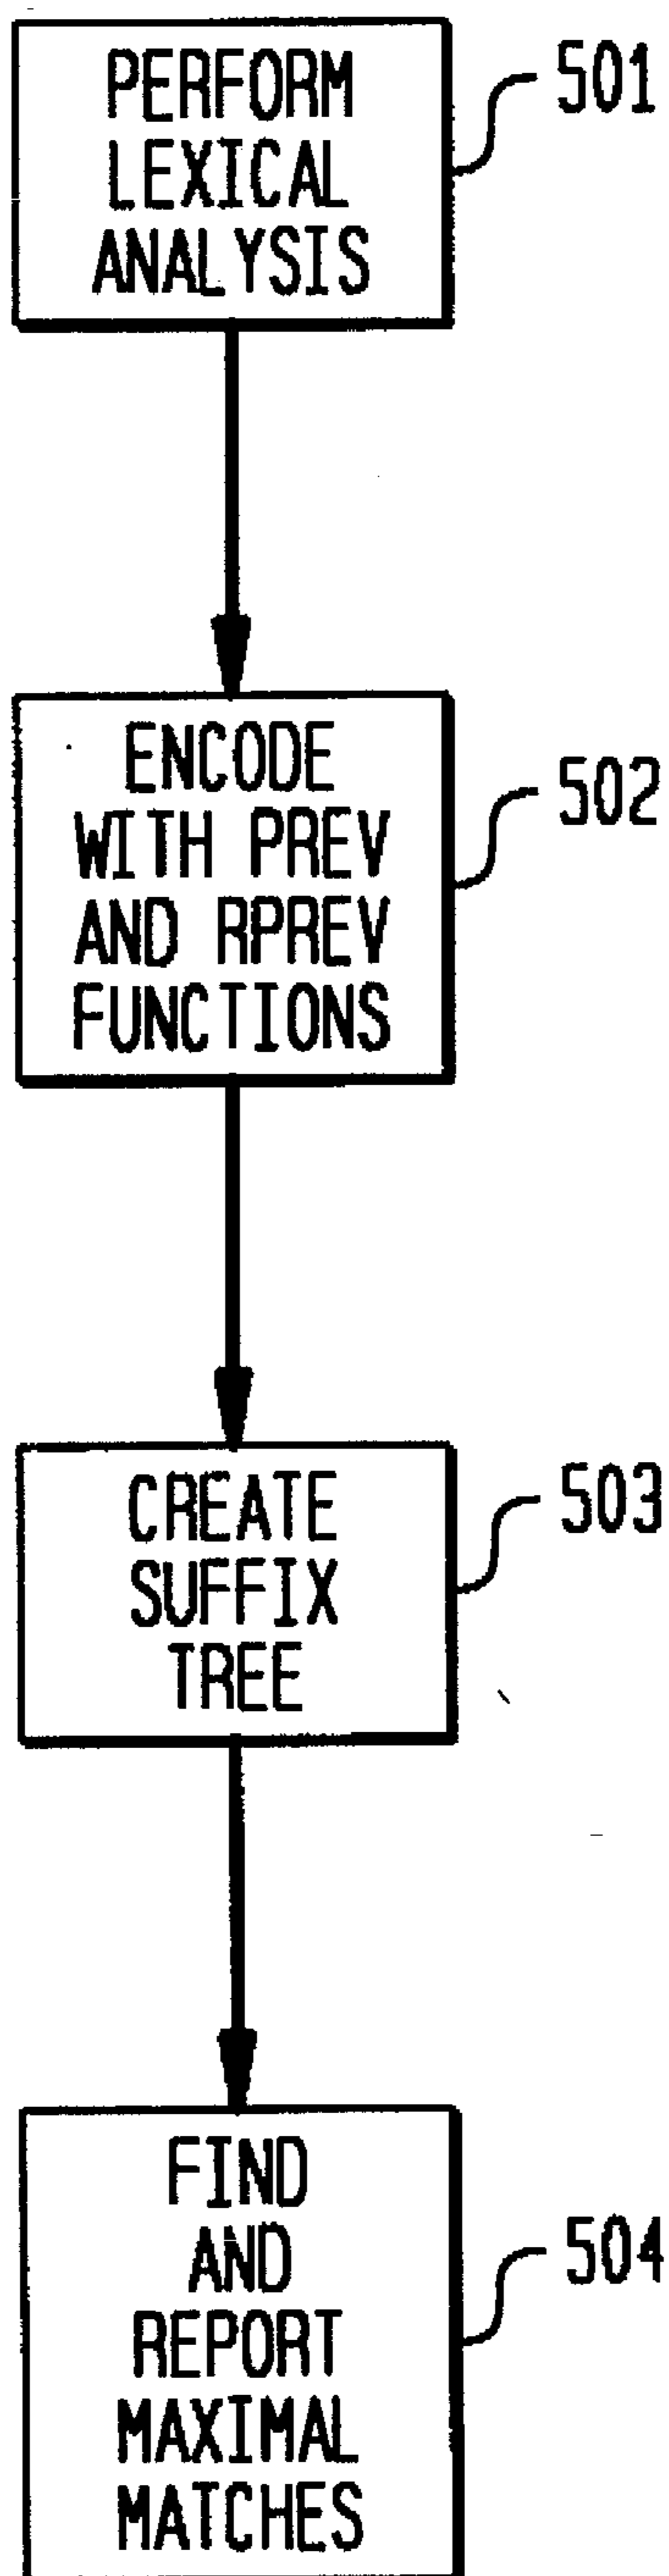 PERFORM
LEXICAL
ANALYSIS
501
ENCODE
WITH PREV
AND RPREV
FUNCTIONS
502
CREATE
SUFFIX
TREE
503
FIND
AND
REPORT
MAXIMAL
MATCHES
504